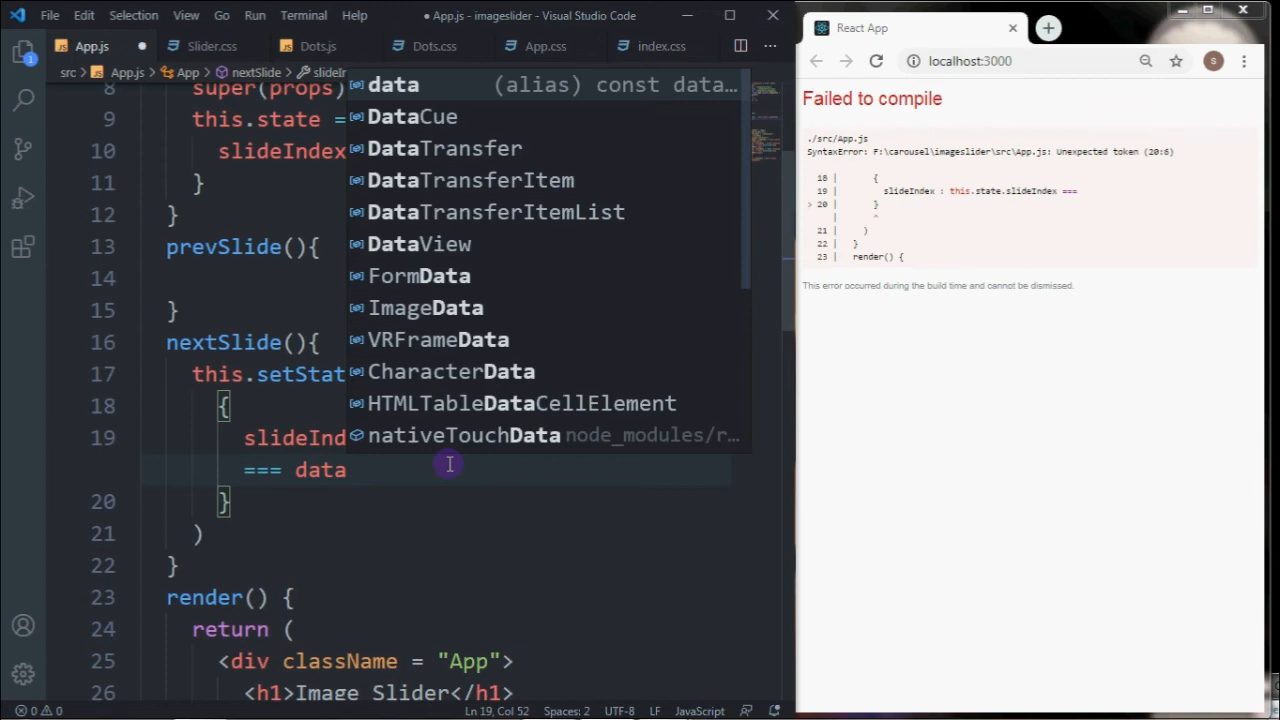 File Edit Selection View Go Run Terminal Help ● App.js - imageslider - Visual Studio Code
App.js Slider.css Dots.js Dots.css App.css index.css
src > App.js > App > nextSlide > slideIr
8 super(props)
9 this.state =
10 slideIndex
11 }
12 }
13 prevSlide(){
14
15 }
16 nextSlide(){
17 this.setStat
18 {
19 slideInd
=== data
20 }
21 )
22 }
23 render() {
24 return (
25 <div className = "App">
26 <h1>Image Slider</h1>
data (alias) const data…
DataCue
DataTransfer
DataTransferItem
DataTransferItemList
DataView
FormData
ImageData
VRFrameData
CharacterData
HTMLTableDataCellElement
nativeTouchData node_modules/r…
1
0 0 Ln 19, Col 52 Spaces: 2 UTF-8 LF JavaScript
React App
localhost:3000
S
Failed to compile
./src/App.js
SyntaxError: F:\carousel\imageslider\src\App.js: Unexpected token (20:6)
18 | {
19 | slideIndex : this.state.slideIndex ===
> 20 | }
| ^
21 | )
22 | }
23 | render() {
This error occurred during the build time and cannot be dismissed.